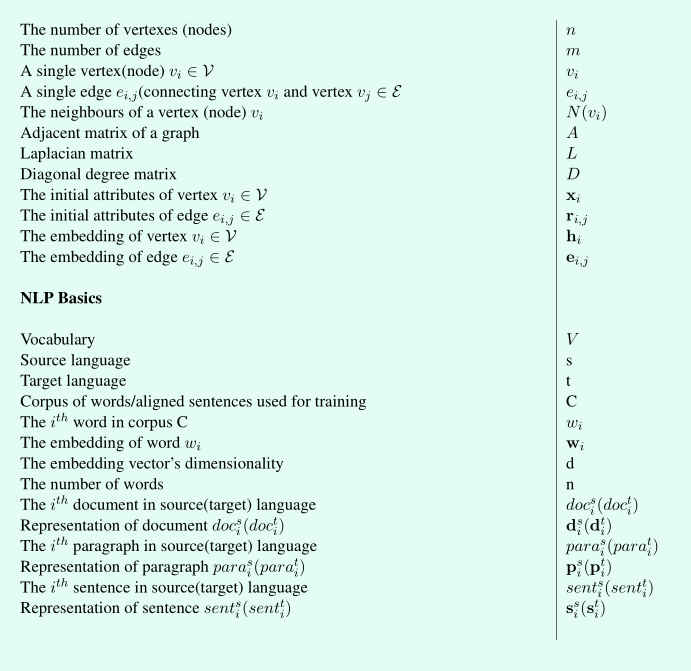 The number of vertexes (nodes) n
The number of edges m
A single vertex(node) $v_i \in \mathcal{V}$ $v_i$
A single edge $e_{i,j}$(connecting vertex $v_i$ and vertex $v_j \in \mathcal{E}$ $e_{i,j}$
The neighbours of a vertex (node) $v_i$ $N(v_i)$
Adjacent matrix of a graph $A$
Laplacian matrix $L$
Diagonal degree matrix $D$
The initial attributes of vertex $v_i \in \mathcal{V}$ $\mathbf{x}_i$
The initial attributes of edge $e_{i,j} \in \mathcal{E}$ $\mathbf{r}_{i,j}$
The embedding of vertex $v_i \in \mathcal{V}$ $\mathbf{h}_i$
The embedding of edge $e_{i,j} \in \mathcal{E}$ $\mathbf{e}_{i,j}$
NLP Basics
Vocabulary $V$
Source language s
Target language t
Corpus of words/aligned sentences used for training C
The $i^{th}$ word in corpus C $w_i$
The embedding of word $w_i$ $\mathbf{w}_i$
The embedding vector's dimensionality d
The number of words n
The $i^{th}$ document in source(target) language $doc_i^s(doc_i^t)$
Representation of document $doc_i^s(doc_i^t)$ $\mathbf{d}_i^s(\mathbf{d}_i^t)$
The $i^{th}$ paragraph in source(target) language $para_i^s(para_i^t)$
Representation of paragraph $para_i^s(para_i^t)$ $\mathbf{p}_i^s(\mathbf{p}_i^t)$
The $i^{th}$ sentence in source(target) language $sent_i^s(sent_i^t)$
Representation of sentence $sent_i^s(sent_i^t)$ $\mathbf{s}_i^s(\mathbf{s}_i^t)$